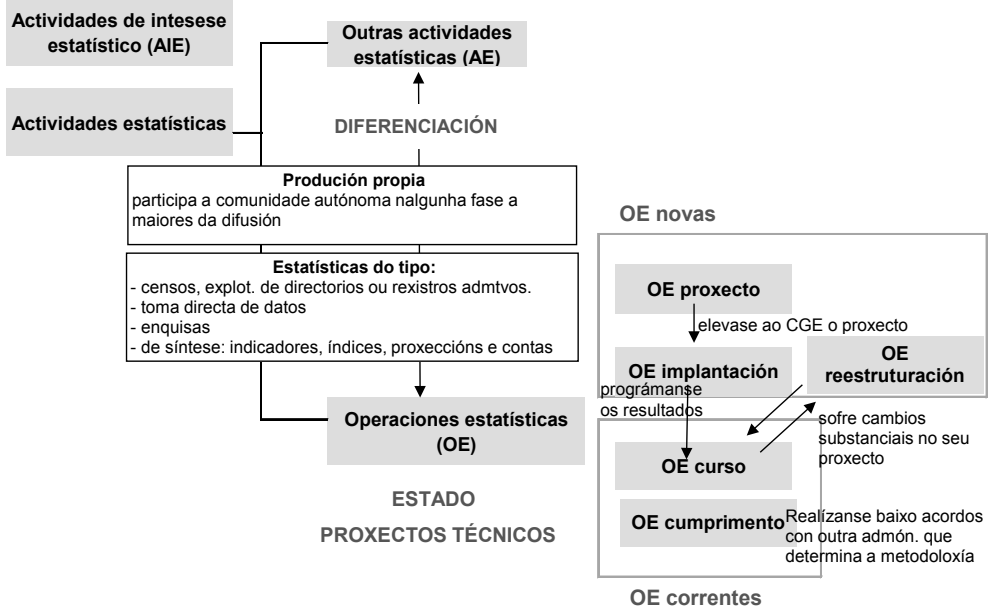 Actividades de intesese
estatístico (AIE)
Actividades estatísticas
Outras actividades
estatísticas (AE)
DIFERENCIACIÓN
Produción propia
participa a comunidade autónoma nalgunha fase a
maiores da difusión
Estatísticas do tipo:
- censos, explot. de directorios ou rexistros admtvos.
- toma directa de datos
- enquisas
- de síntese: indicadores, índices, proxeccións e contas
Operaciones estatísticas
(OE)
ESTADO
PROXECTOS TÉCNICOS
OE novas
OE proxecto
elevase ao CGE o proxecto
OE implantación
OE
reestruturación
prográmanse
os resultados
sofre cambios
substanciais no seu
proxecto
OE curso
OE cumprimento
Realízanse baixo acordos
con outra admón. que
determina a metodoloxía
OE correntes